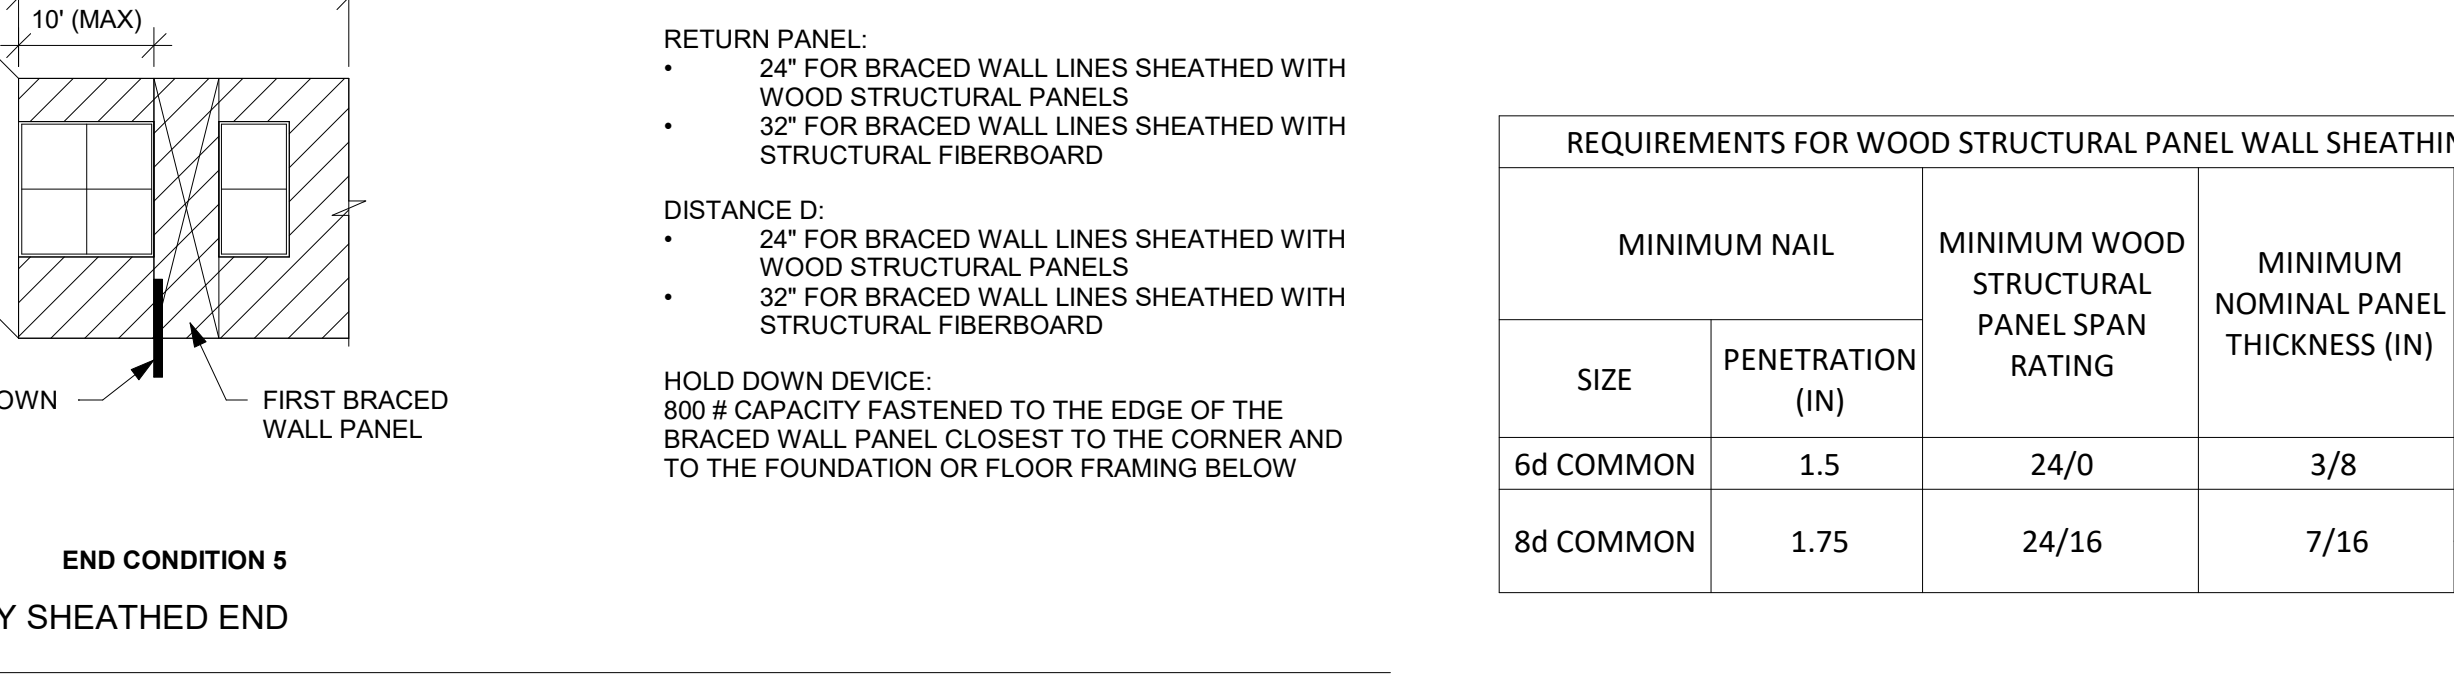 10' (MAX)
OWN
FIRST BRACED
WALL PANEL
END CONDITION 5
Y SHEATHED END
RETURN PANEL:
• 24" FOR BRACED WALL LINES SHEATHED WITH
WOOD STRUCTURAL PANELS
• 32" FOR BRACED WALL LINES SHEATHED WITH
STRUCTURAL FIBERBOARD
DISTANCE D:
• 24" FOR BRACED WALL LINES SHEATHED WITH
WOOD STRUCTURAL PANELS
• 32" FOR BRACED WALL LINES SHEATHED WITH
STRUCTURAL FIBERBOARD
HOLD DOWN DEVICE:
800 # CAPACITY FASTENED TO THE EDGE OF THE
BRACED WALL PANEL CLOSEST TO THE CORNER AND
TO THE FOUNDATION OR FLOOR FRAMING BELOW
REQUIREMENTS FOR WOOD STRUCTURAL PANEL WALL SHEATHIN
MINIMUM NAIL
MINIMUM WOOD
STRUCTURAL
PANEL SPAN
RATING
MINIMUM
NOMINAL PANEL
THICKNESS (IN)
SIZE
PENETRATION
(IN)
6d COMMON 1.5 24/0 3/8
8d COMMON 1.75 24/16 7/16